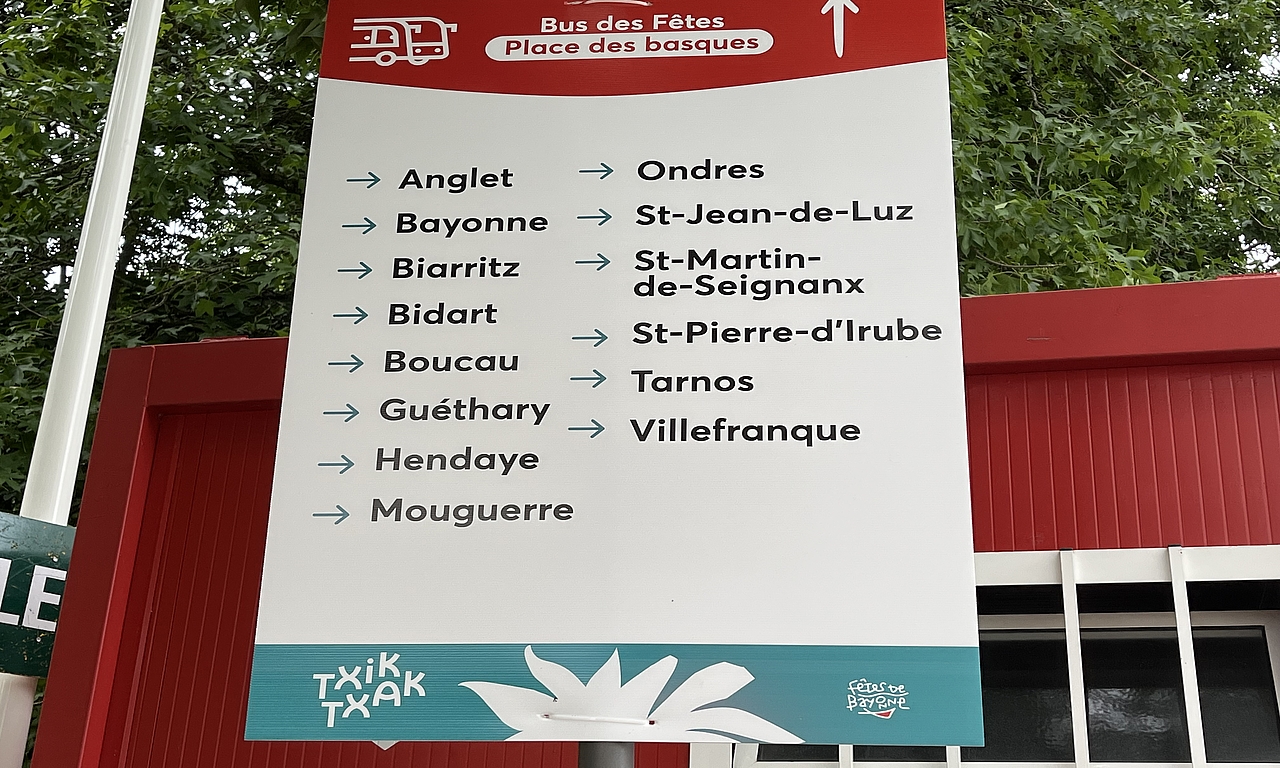 Bus des Fêtes
Place des basques
→ Anglet
→ Bayonne
→ Biarritz
→ Bidart
→ Boucau
→ Guéthary
→ Hendaye
→ Mouguerre
→ Ondres
→ St-Jean-de-Luz
→ St-Martin-
de-Seignanx
→ St-Pierre-d'Irube
→ Tarnos
→ Villefranque
LE
TXiK
TXAK
FÊTES DE
BAYONNE